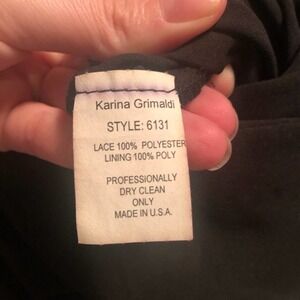 Karina Grimaldi
STYLE: 6131
LACE 100% POLYESTER
LINING 100% POLY
PROFESSIONALLY
DRY CLEAN
ONLY
MADE IN U.S.A.